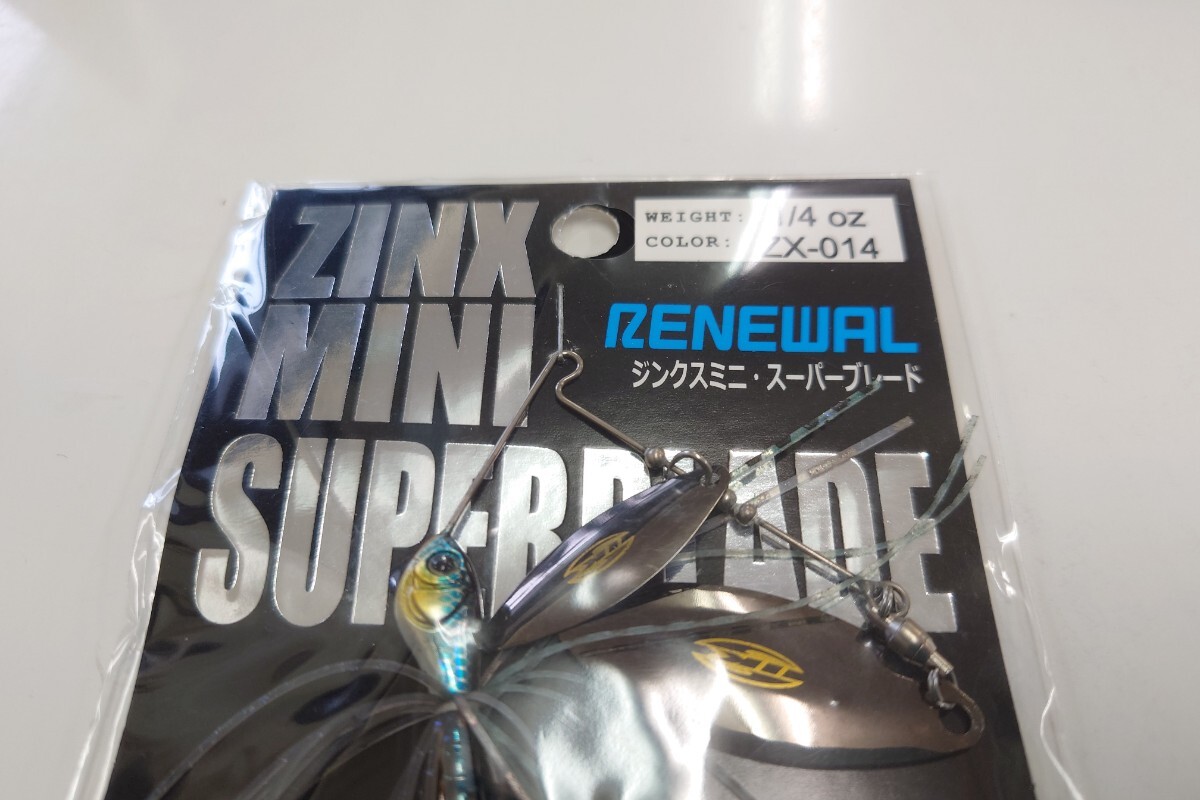 ZINX
MINI
SUPERBLADE
WEIGHT: 1/4 oz
COLOR: ZX-014
RENEWAL
ジンクスミニ・スーパーブレード